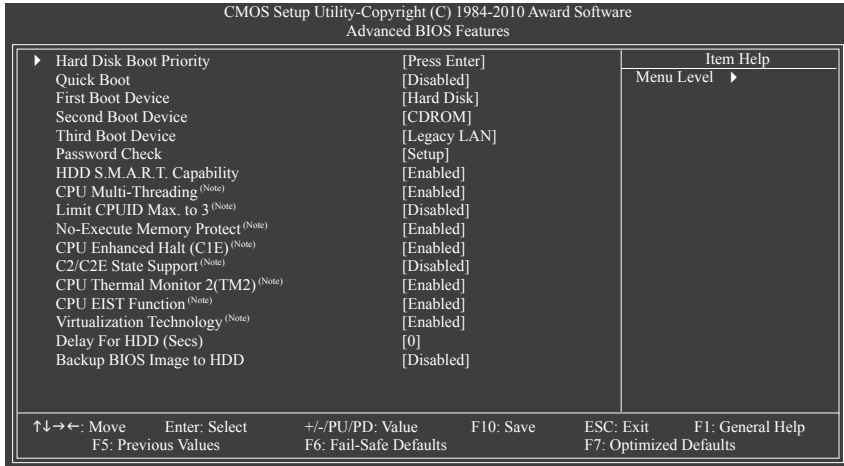 CMOS Setup Utility-Copyright (C) 1984-2010 Award Software
Advanced BIOS Features
Hard Disk Boot Priority [Press Enter]
Quick Boot [Disabled]
First Boot Device [Hard Disk]
Second Boot Device [CDROM]
Third Boot Device [Legacy LAN]
Password Check [Setup]
HDD S.M.A.R.T. Capability [Enabled]
CPU Multi-Threading (Note) [Enabled]
Limit CPUID Max. to 3 (Note) [Disabled]
No-Execute Memory Protect (Note) [Enabled]
CPU Enhanced Halt (C1E) (Note) [Enabled]
C2/C2E State Support (Note) [Disabled]
CPU Thermal Monitor 2(TM2) (Note) [Enabled]
CPU EIST Function (Note) [Enabled]
Virtualization Technology (Note) [Enabled]
Delay For HDD (Secs) [0]
Backup BIOS Image to HDD [Disabled]
Item Help
Menu Level
↑↓→←: Move Enter: Select +/-/PU/PD: Value F10: Save ESC: Exit F1: General Help
F5: Previous Values F6: Fail-Safe Defaults F7: Optimized Defaults